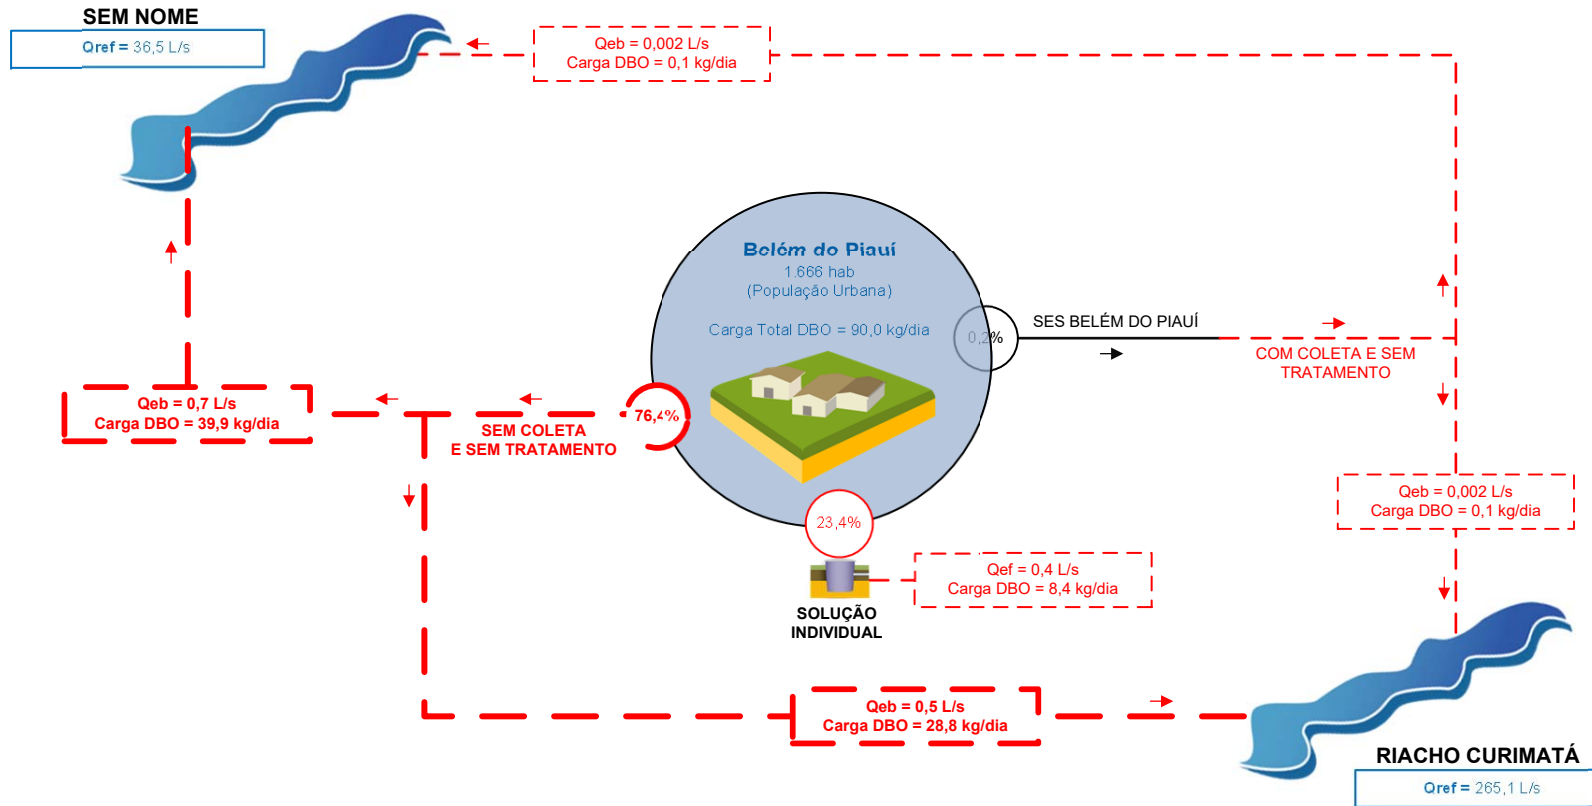 SEM NOME
Qref = 36,5 L/s
Qeb = 0,002 L/s
Carga DBO = 0,1 kg/dia
Belém do Piauí
1.666 hab
(População Urbana)
Carga Total DBO = 90,0 kg/dia
0,2%
SES BELÉM DO PIAUÍ
COM COLETA E SEM
TRATAMENTO
Qeb = 0,7 L/s
Carga DBO = 39,9 kg/dia
76,4%
SEM COLETA
E SEM TRATAMENTO
23,4%
Qef = 0,4 L/s
Carga DBO = 8,4 kg/dia
SOLUÇÃO
INDIVIDUAL
Qeb = 0,002 L/s
Carga DBO = 0,1 kg/dia
Qeb = 0,5 L/s
Carga DBO = 28,8 kg/dia
RIACHO CURIMATÁ
Qref = 265,1 L/s